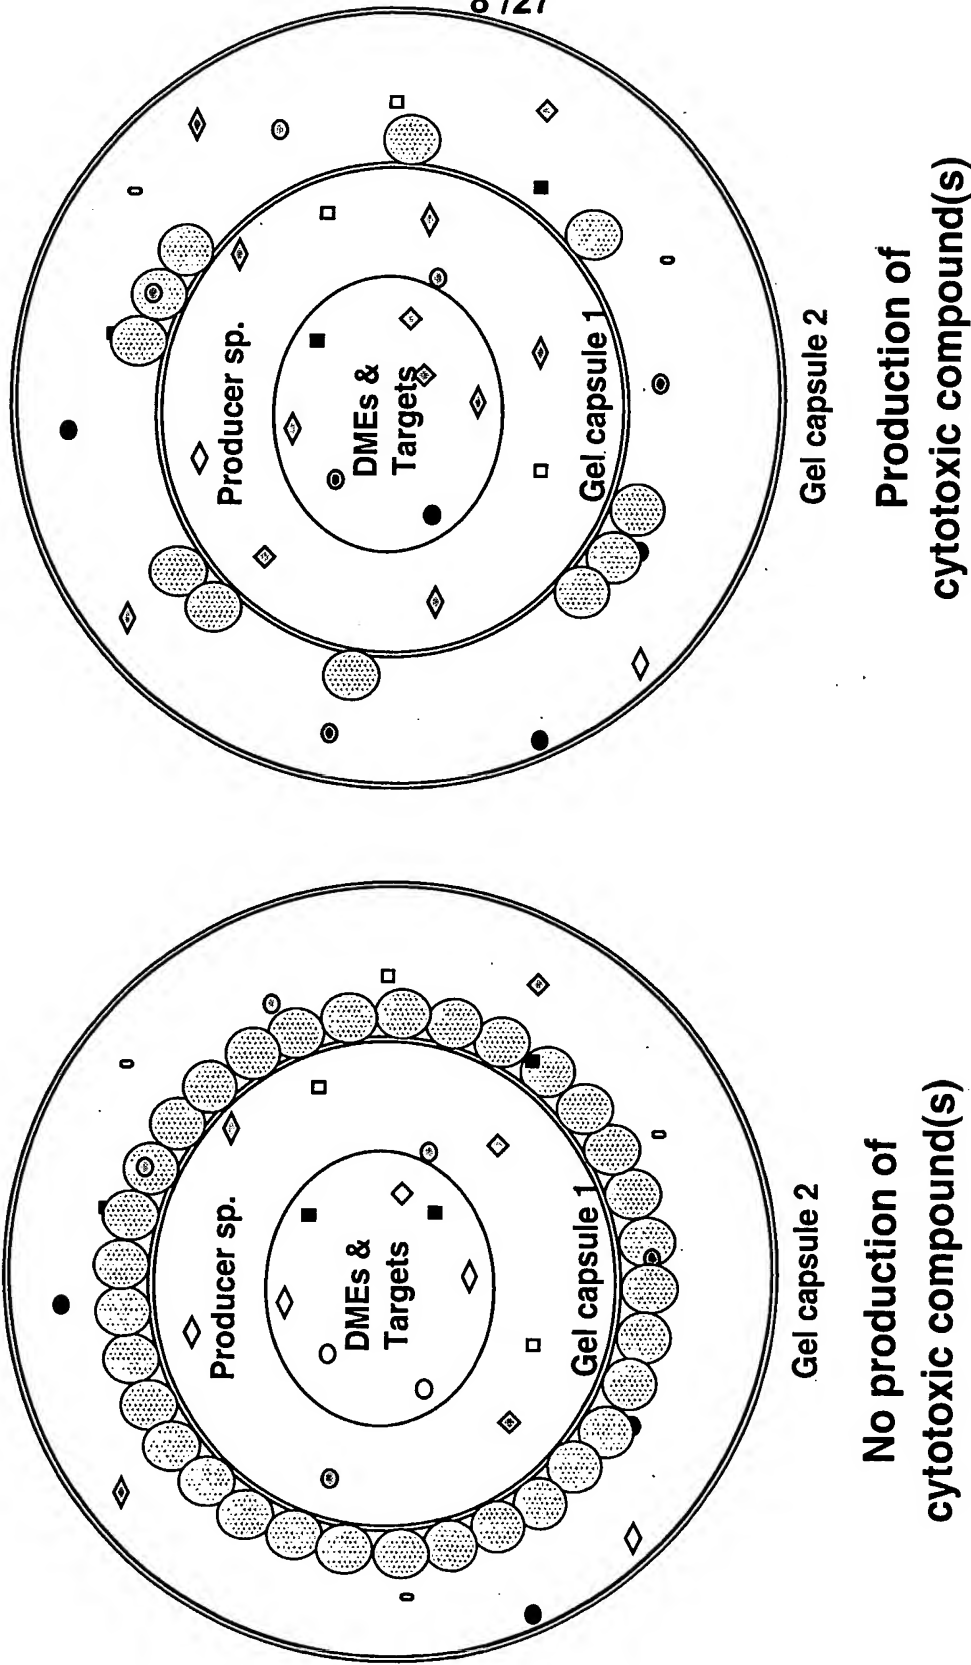 8 /27
Producer sp.
DMEs &
Targets
Gel capsule 1
Gel capsule 2
No production of
cytotoxic compound(s)
Producer sp.
DMEs &
Targets
Gel capsule 1
Gel capsule 2
Production of
cytotoxic compound(s)